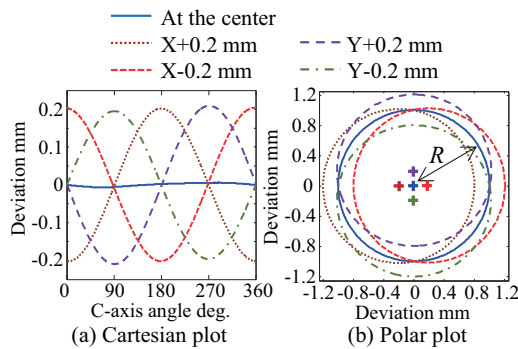 At the center
X+0.2 mm
Y+0.2 mm
X-0.2 mm
Y-0.2 mm
Deviation mm
0.2
0.1
0
-0.1
-0.2
0
90
180
270
360
C-axis angle deg.
(a) Cartesian plot
Deviation mm
1.2
0.8
0.4
0
-0.4
-0.8
-1.2
R
-1.2
-0.8
-0.4
0
0.4
0.8
1.2
Deviation mm
(b) Polar plot